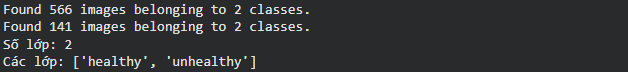 Found 566 images belonging to 2 classes.
Found 141 images belonging to 2 classes.
Số lớp: 2
Các lớp: ['healthy', 'unhealthy']